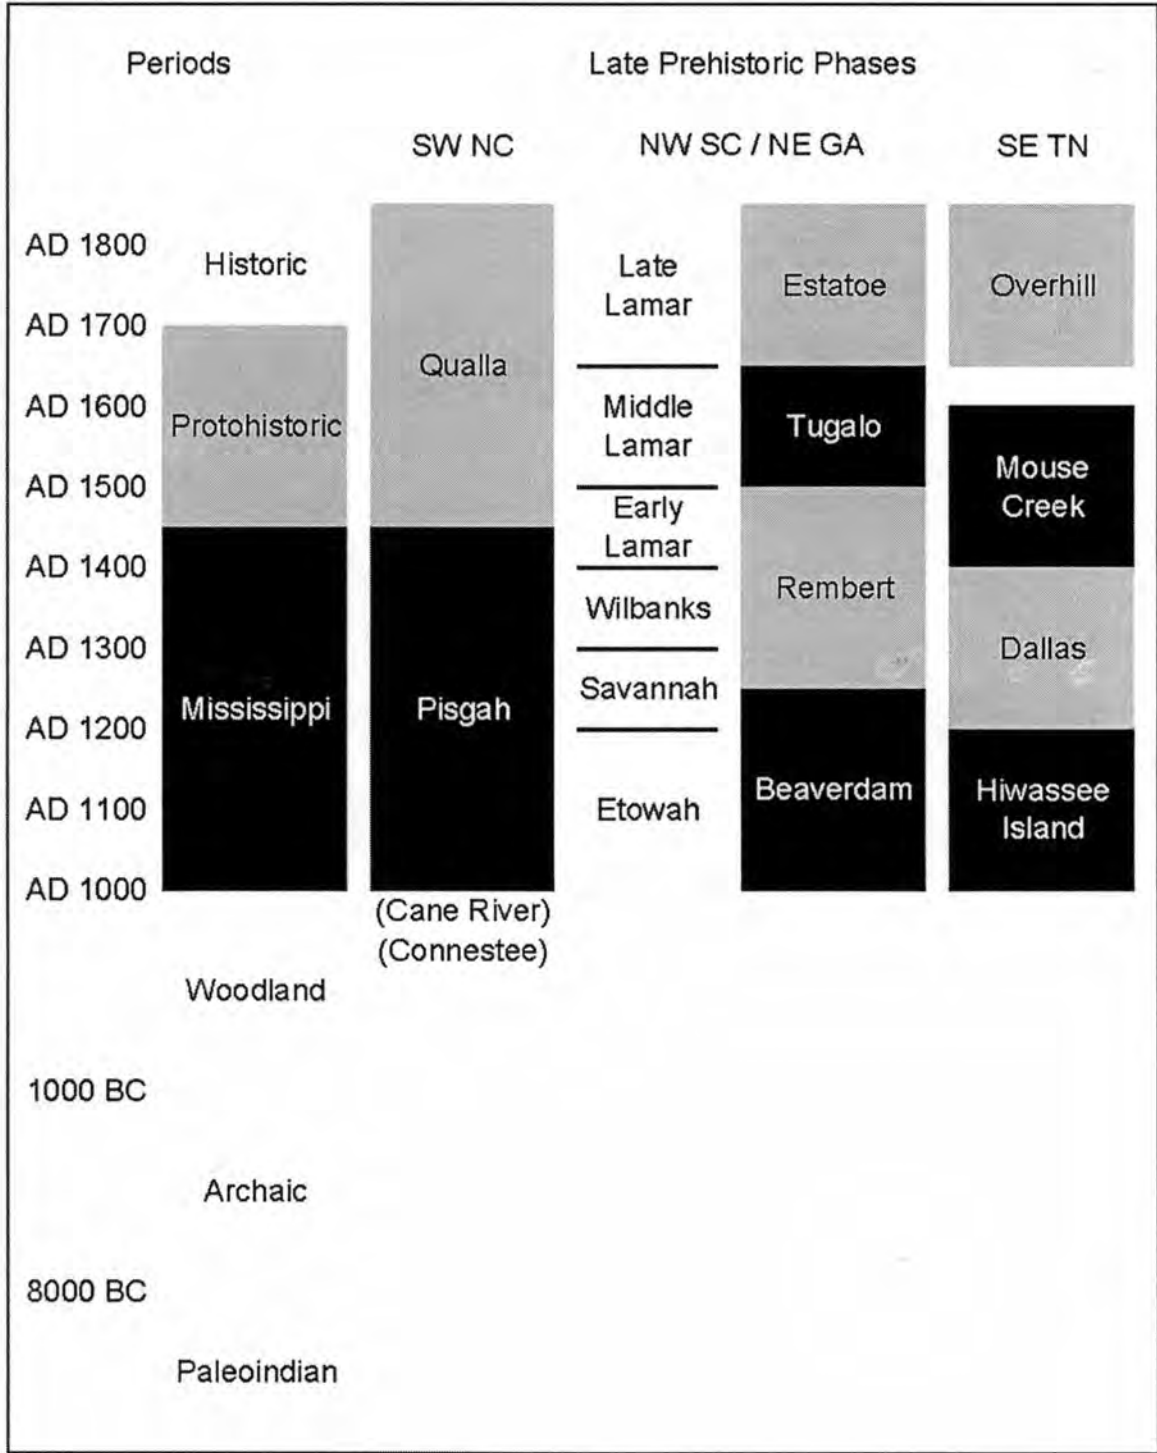 Periods
Late Prehistoric Phases
SW NC
NW SC / NE GA
SE TN
AD 1800
AD 1700
AD 1600
AD 1500
AD 1400
AD 1300
AD 1200
AD 1100
AD 1000
1000 BC
8000 BC
Historic
Protohistoric
Mississippi
Woodland
Archaic
Paleoindian
Qualla
Pisgah
(Cane River)
(Connestee)
Late
Lamar
Middle
Lamar
Early
Lamar
Wilbanks
Savannah
Etowah
Estatoe
Tugalo
Rembert
Beaverdam
Overhill
Mouse
Creek
Dallas
Hiwassee
Island